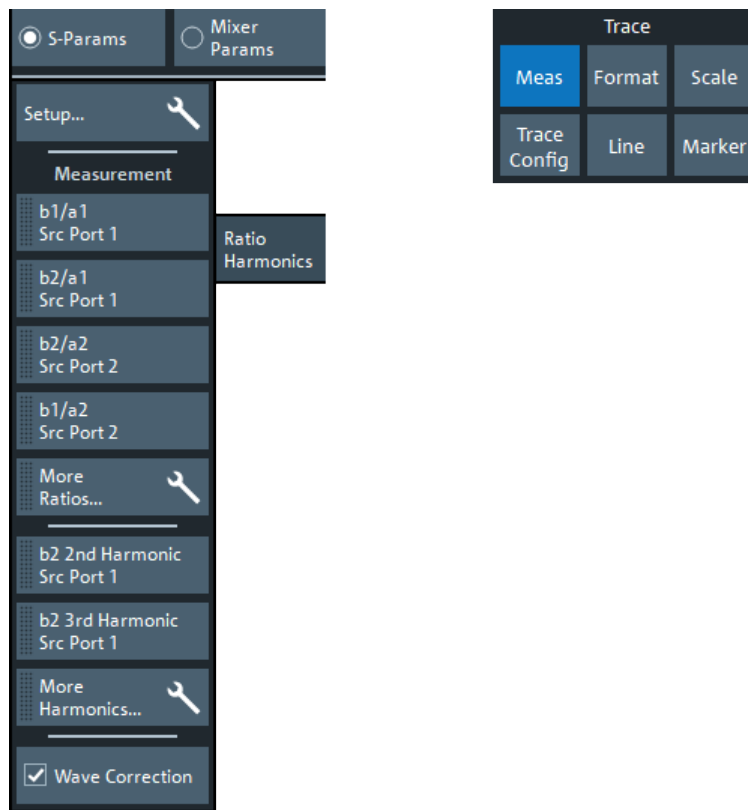 S-Params
Mixer
Params
Setup...
Measurement
b1/a1
Src Port 1
b2/a1
Src Port 1
b2/a2
Src Port 2
b1/a2
Src Port 2
More
Ratios...
b2 2nd Harmonic
Src Port 1
b2 3rd Harmonic
Src Port 1
More
Harmonics...
Wave Correction
Ratio
Harmonics
Trace
Meas
Format
Scale
Trace
Config
Line
Marker